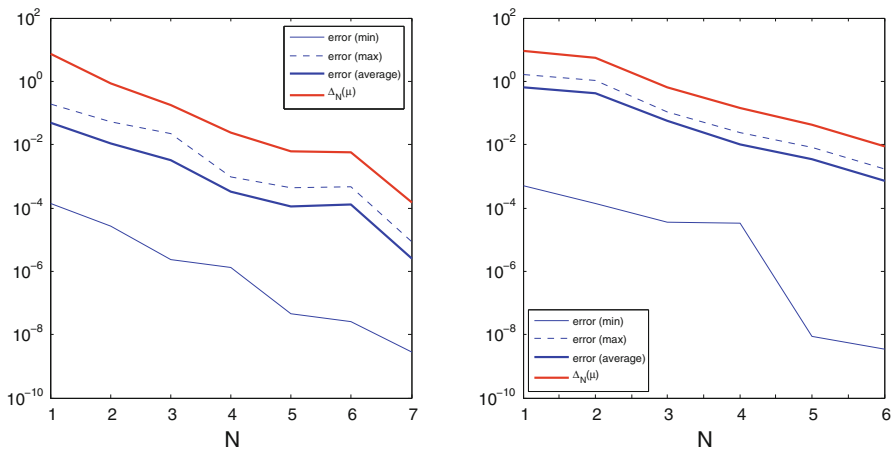 10^2
10^0
10^-2
10^-4
10^-6
10^-8
10^-10
1 2 3 4 5 6 7
N
error (min)
error (max)
error (average)
Δ_N(μ)
10^2
10^0
10^-2
10^-4
10^-6
10^-8
10^-10
1 2 3 4 5 6
N
error (min)
error (max)
error (average)
Δ_N(μ)